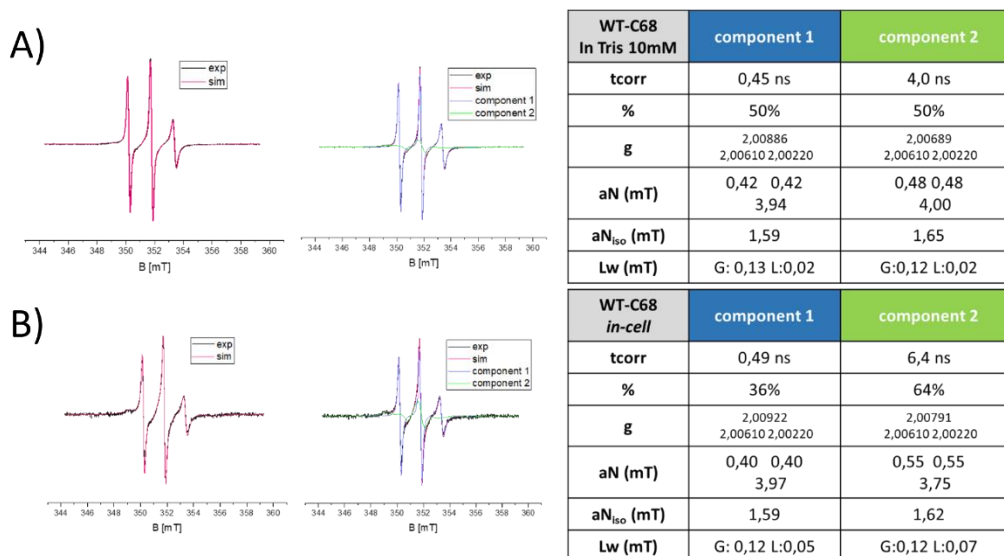 A)
exp
sim
344 346 348 350 352 354 356 358 360
B [mT]
exp
sim
component 1
component 2
344 346 348 350 352 354 356 358 360
B [mT]
WT-C68
In Tris 10mM
component 1
component 2
tcorr
0,45 ns
4,0 ns
%
50%
50%
g
2,00886
2,00610 2,00220
2,00689
2,00610 2,00220
aN (mT)
0,42 0,42
3,94
0,48 0,48
4,00
aNiso (mT)
1,59
1,65
Lw (mT)
G: 0,13 L:0,02
G:0,12 L:0,02
B)
exp
sim
344 346 348 350 352 354 356 358 360
B [mT]
exp
sim
component 1
component 2
344 346 348 350 352 354 356 358 360
B [mT]
WT-C68
in-cell
component 1
component 2
tcorr
0,49 ns
6,4 ns
%
36%
64%
g
2,00922
2,00610 2,00220
2,00791
2,00610 2,00220
aN (mT)
0,40 0,40
3,97
0,55 0,55
3,75
aNiso (mT)
1,59
1,62
Lw (mT)
G: 0,12 L:0,05
G:0,12 L:0,07